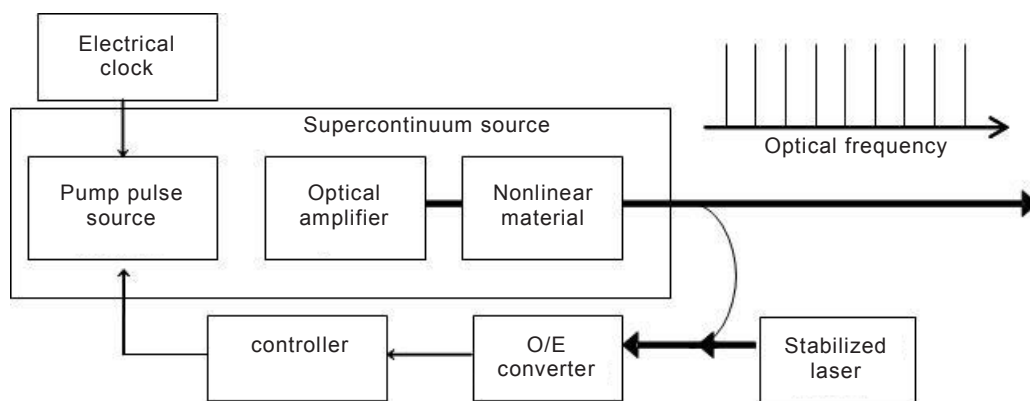 Electrical
clock
Supercontinuum source
Optical frequency
Pump pulse
source
Optical
amplifier
Nonlinear
material
controller
O/E
converter
Stabilized
laser